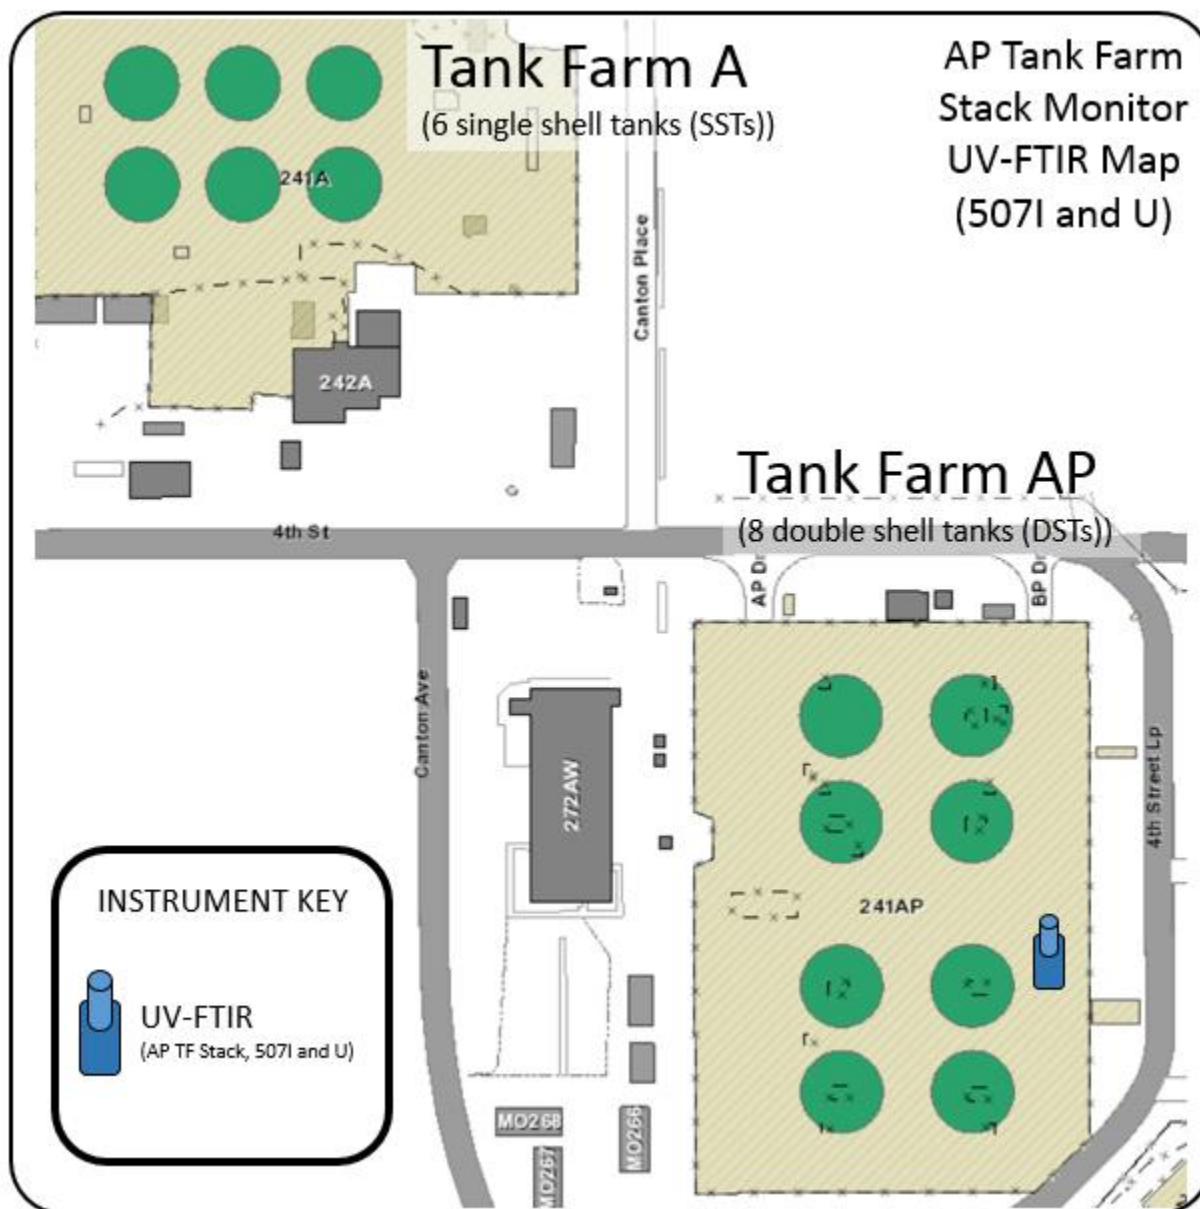 Tank Farm A
(6 single shell tanks (SSTs))
AP Tank Farm
Stack Monitor
UV-FTIR Map
(507I and U)
241A
Canton Place
242A
Tank Farm AP
(8 double shell tanks (DSTs))
4th St
AP Dr
BP Dr
Canton Ave
272AW
4th Street Lp
241AP
INSTRUMENT KEY
UV-FTIR
(AP TF Stack, 507I and U)
MO268
MO266
MO267